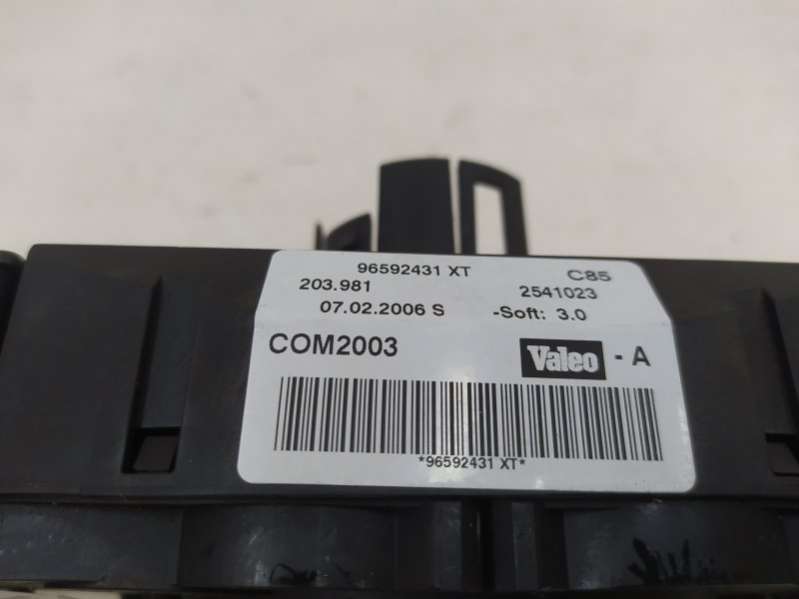 96592431 XT C85
203.981 2541023
07.02.2006 S -Soft: 3.0
COM2003 Valeo - A
*96592431 XT*